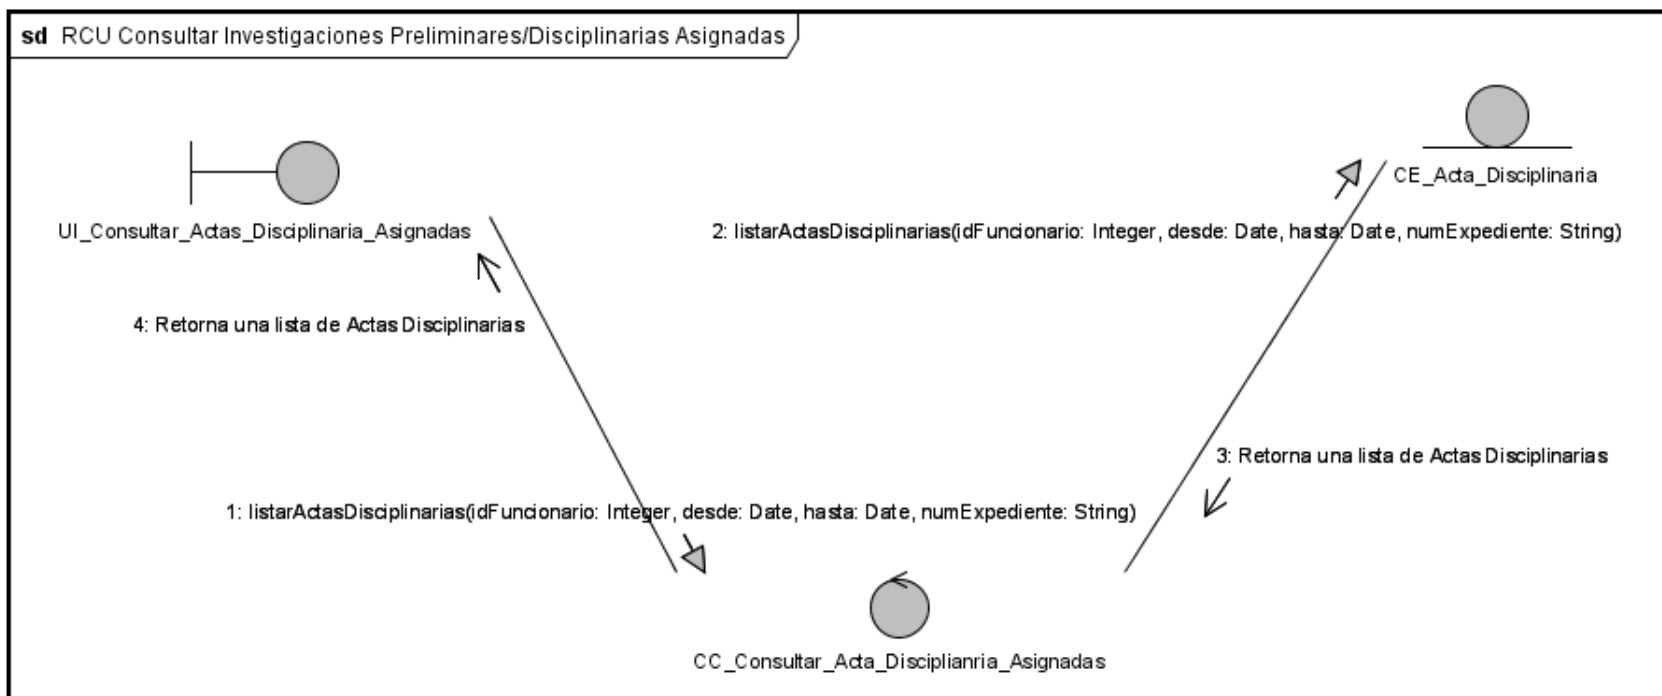 sd RCU Consultar Investigaciones Preliminares/Disciplinarias Asignadas
CE_Acta_Disciplinaria
UI_Consultar_Actas_Disciplinaria_Asignadas
2: listarActasDisciplinarias(idFuncionario: Integer, desde: Date, hasta: Date, numExpediente: String)
4: Retorna una lista de Actas Disciplinarias
3: Retorna una lista de Actas Disciplinarias
1: listarActasDisciplinarias(idFuncionario: Integer, desde: Date, hasta: Date, numExpediente: String)
CC_Consultar_Acta_Disciplianria_Asignadas